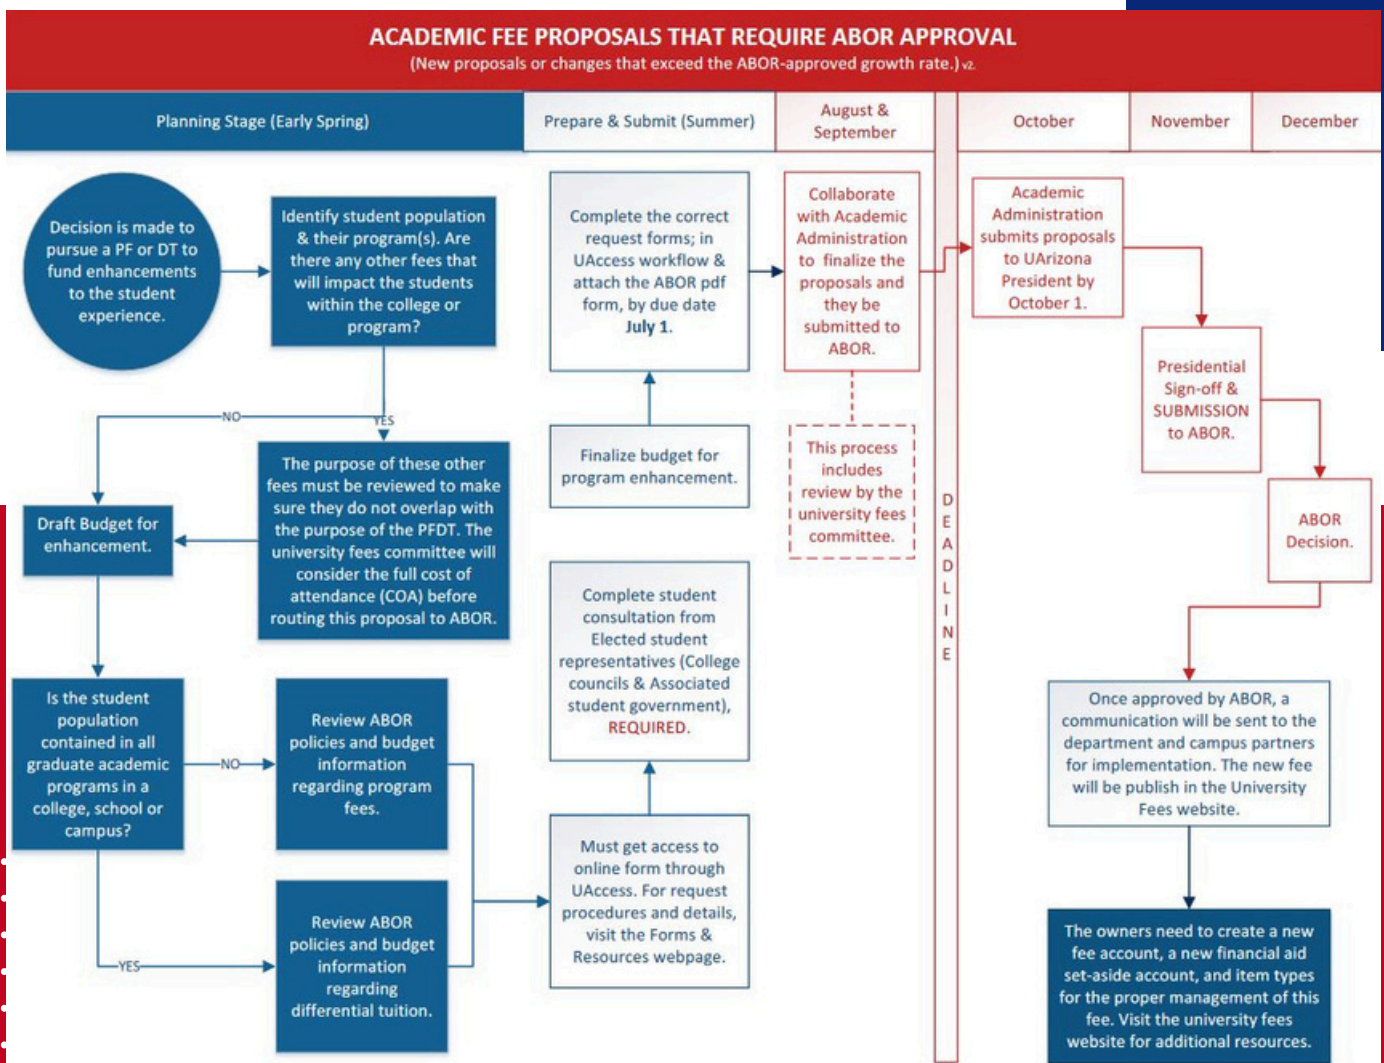 ACADEMIC FEE PROPOSALS THAT REQUIRE ABOR APPROVAL
(New proposals or changes that exceed the ABOR-approved growth rate.) v2.
Planning Stage (Early Spring)
Prepare & Submit (Summer)
August &
September
October
November
December
Decision is made to
pursue a PF or DT to
fund enhancements
to the student
experience.
Identify student population
& their program(s). Are
there any other fees that
will impact the students
within the college or
program?
NO
YES
The purpose of these other
fees must be reviewed to make
sure they do not overlap with
the purpose of the PFDT. The
university fees committee will
consider the full cost of
attendance (COA) before
routing this proposal to ABOR.
Draft Budget for
enhancement.
Is the student
population
contained in all
graduate academic
programs in a
college, school or
campus?
NO
Review ABOR
policies and budget
information
regarding program
fees.
YES
Review ABOR
policies and budget
information
regarding
differential tuition.
Must get access to
online form through
UAccess. For request
procedures and details,
visit the Forms &
Resources webpage.
Complete student
consultation from
Elected student
representatives (College
councils & Associated
student government),
REQUIRED.
Finalize budget for
program enhancement.
Complete the correct
request forms; in
UAccess workflow &
attach the ABOR pdf
form, by due date
July 1.
Collaborate
with Academic
Administration
to finalize the
proposals and
they be
submitted to
ABOR.
This process
includes
review by the
university fees
committee.
DEADLINE
Academic
Administration
submits proposals
to UArizona
President by
October 1.
Presidential
Sign-off &
SUBMISSION
to ABOR.
ABOR
Decision.
Once approved by ABOR, a
communication will be sent to the
department and campus partners
for implementation. The new fee
will be publish in the University
Fees website.
The owners need to create a new
fee account, a new financial aid
set-aside account, and item types
for the proper management of this
fee. Visit the university fees
website for additional resources.